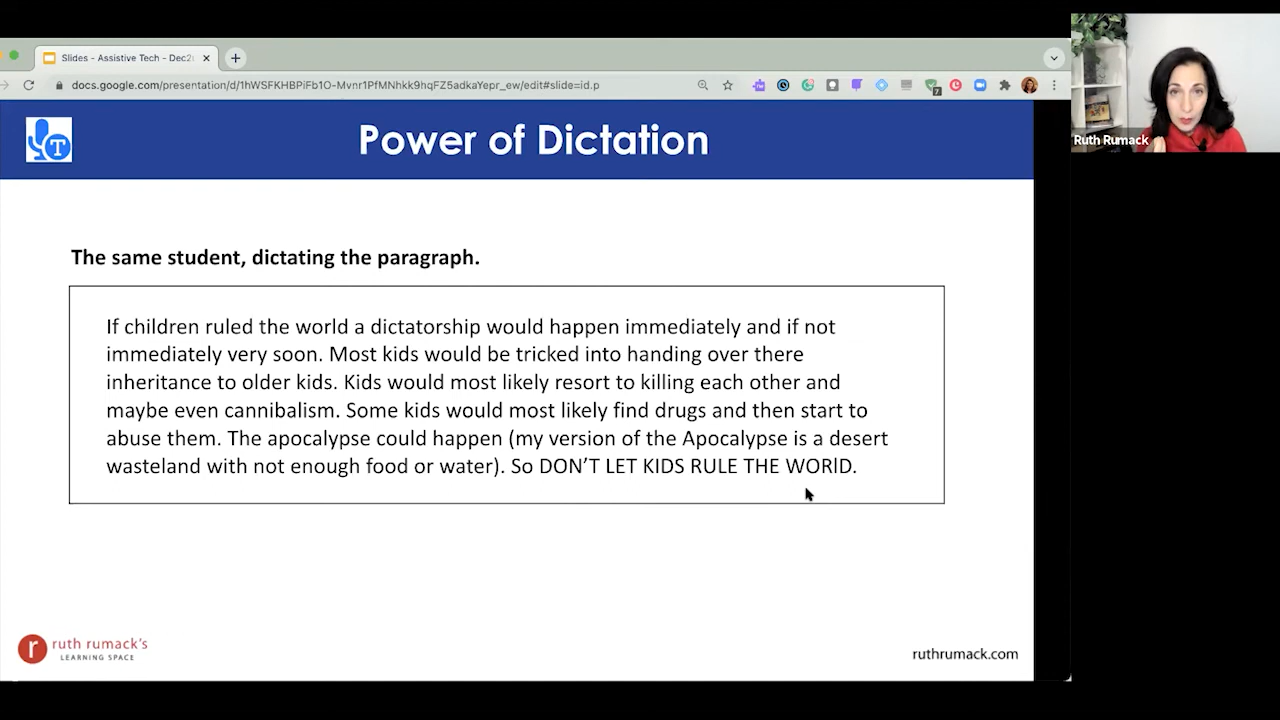 Slides - Assistive Tech - Dec2
docs.google.com/presentation/d/1hWSFKHBPiFb1O-Mvnr1PfMNhkk9hqFZ5adkaYepr_ew/edit#slide=id.p
7
T
Power of Dictation
Ruth Rumack
The same student, dictating the paragraph.
If children ruled the world a dictatorship would happen immediately and if not
immediately very soon. Most kids would be tricked into handing over there
inheritance to older kids. Kids would most likely resort to killing each other and
maybe even cannibalism. Some kids would most likely find drugs and then start to
abuse them. The apocalypse could happen (my version of the Apocalypse is a desert
wasteland with not enough food or water). So DON'T LET KIDS RULE THE WORlD.
r
ruth rumack's
LEARNING SPACE
ruthrumack.com